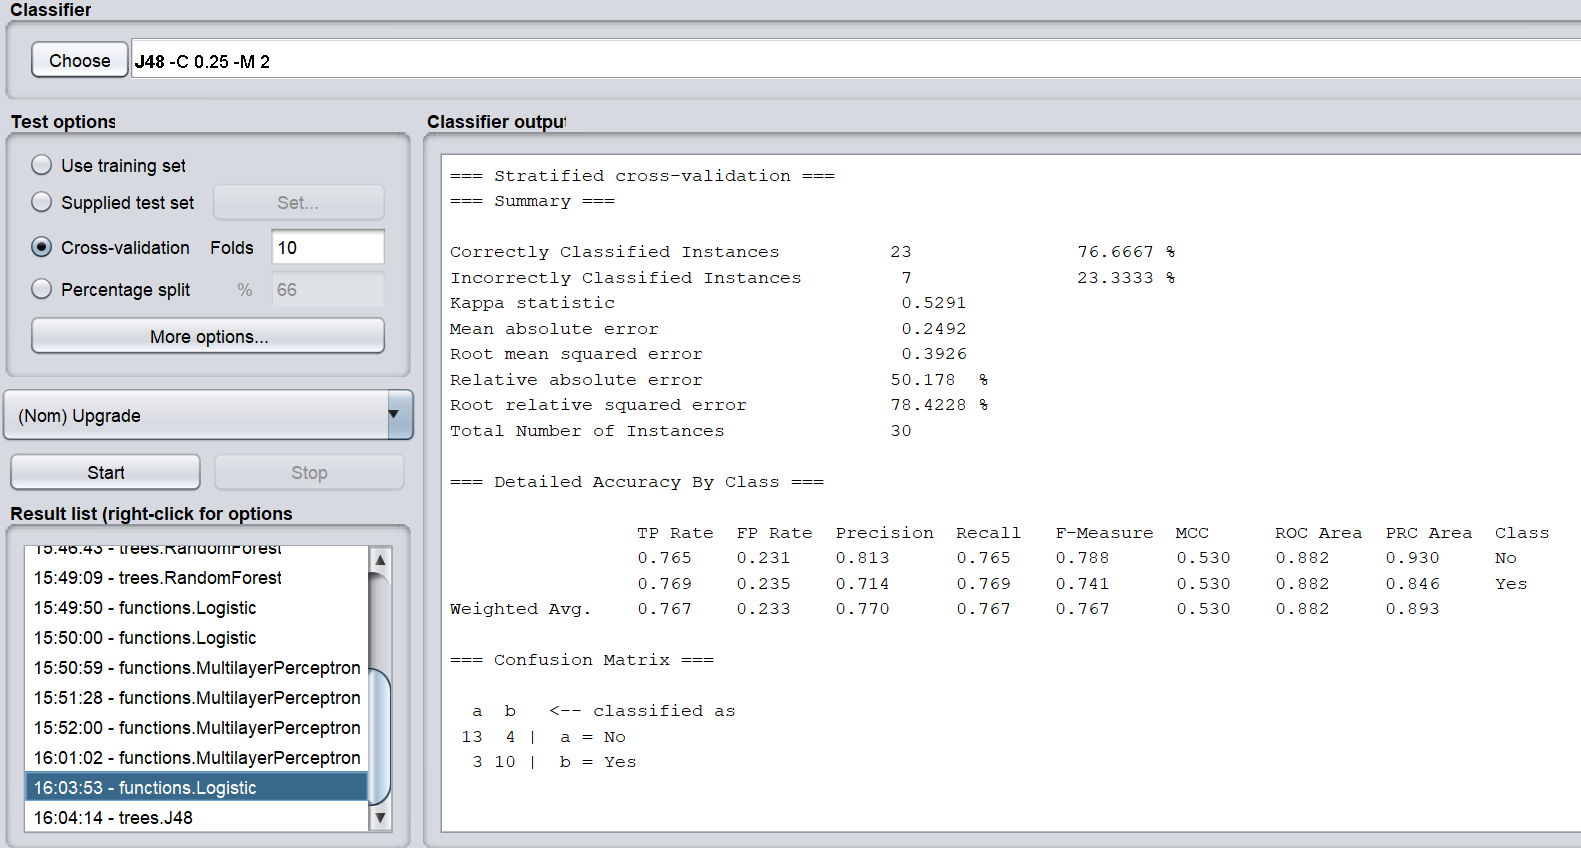 Classifier
Choose J48 -C 0.25 -M 2
Test options
Use training set
Supplied test set Set...
Cross-validation Folds 10
Percentage split % 66
More options...
(Nom) Upgrade
Start Stop
Result list (right-click for options
15:46:43 - trees.RandomForest
15:49:09 - trees.RandomForest
15:49:50 - functions.Logistic
15:50:00 - functions.Logistic
15:50:59 - functions.MultilayerPerceptron
15:51:28 - functions.MultilayerPerceptron
15:52:00 - functions.MultilayerPerceptron
16:01:02 - functions.MultilayerPerceptron
16:03:53 - functions.Logistic
16:04:14 - trees.J48
Classifier output
=== Stratified cross-validation ===
=== Summary ===
Correctly Classified Instances 23 76.6667 %
Incorrectly Classified Instances 7 23.3333 %
Kappa statistic 0.5291
Mean absolute error 0.2492
Root mean squared error 0.3926
Relative absolute error 50.178 %
Root relative squared error 78.4228 %
Total Number of Instances 30
=== Detailed Accuracy By Class ===
TP Rate FP Rate Precision Recall F-Measure MCC ROC Area PRC Area Class
0.765 0.231 0.813 0.765 0.788 0.530 0.882 0.930 No
0.769 0.235 0.714 0.769 0.741 0.530 0.882 0.846 Yes
Weighted Avg. 0.767 0.233 0.770 0.767 0.767 0.530 0.882 0.893
=== Confusion Matrix ===
a b <-- classified as
13 4 | a = No
3 10 | b = Yes